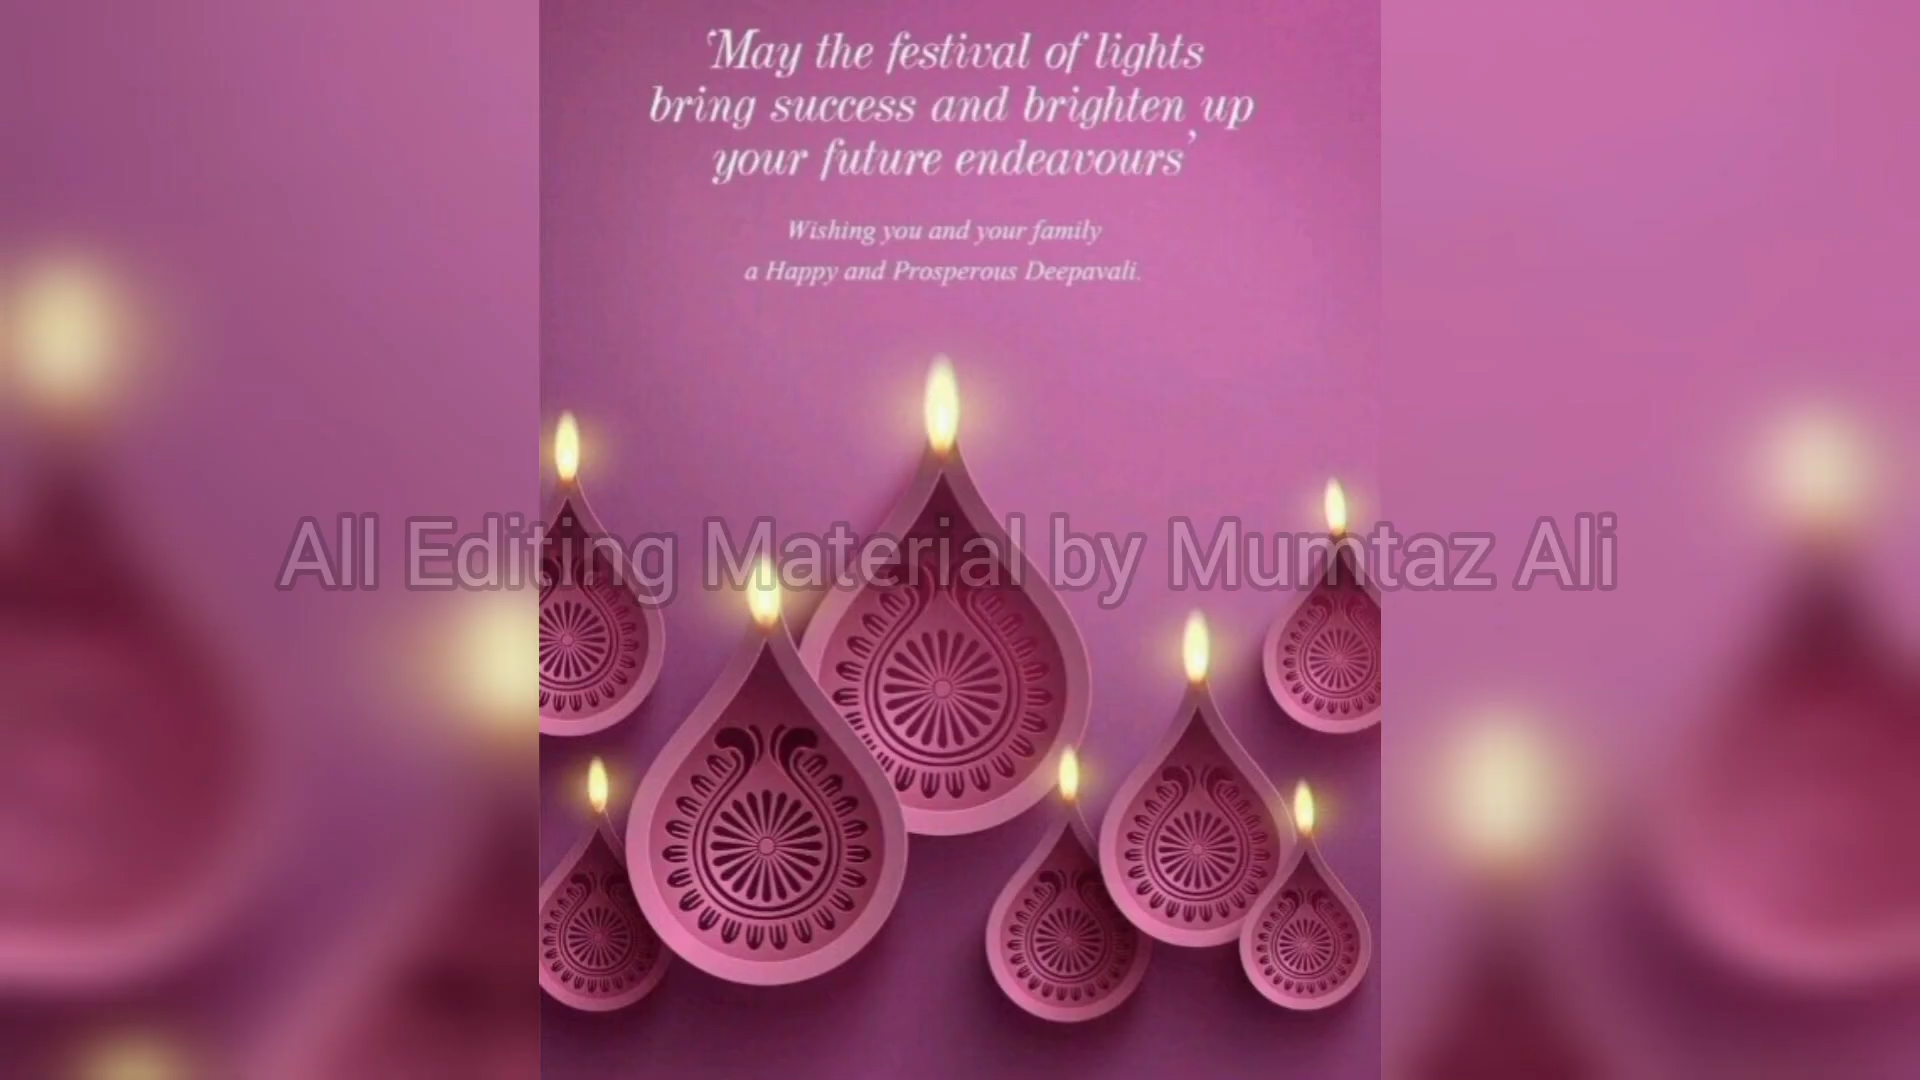 ‘May the festival of lights
bring success and brighten up
your future endeavours’
Wishing you and your family
a Happy and Prosperous Deepavali.
All Editing Material by Mumtaz Ali